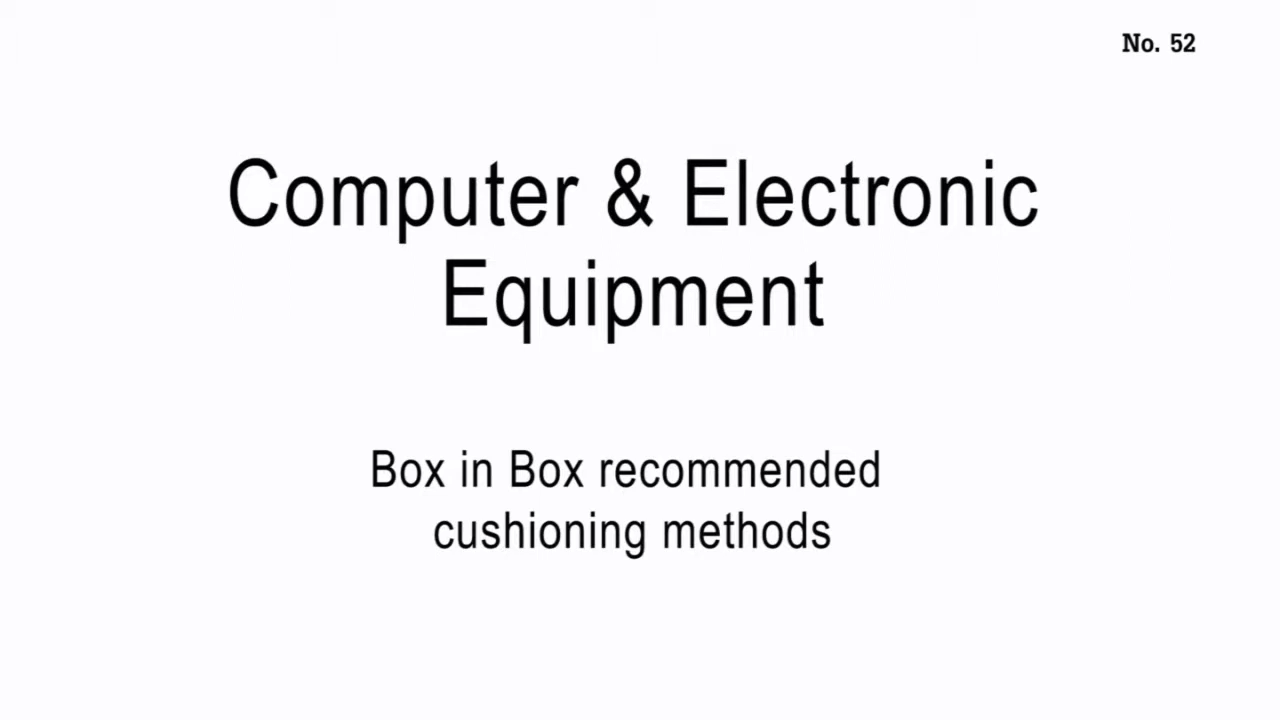 No. 52
Computer & Electronic
Equipment
Box in Box recommended
cushioning methods